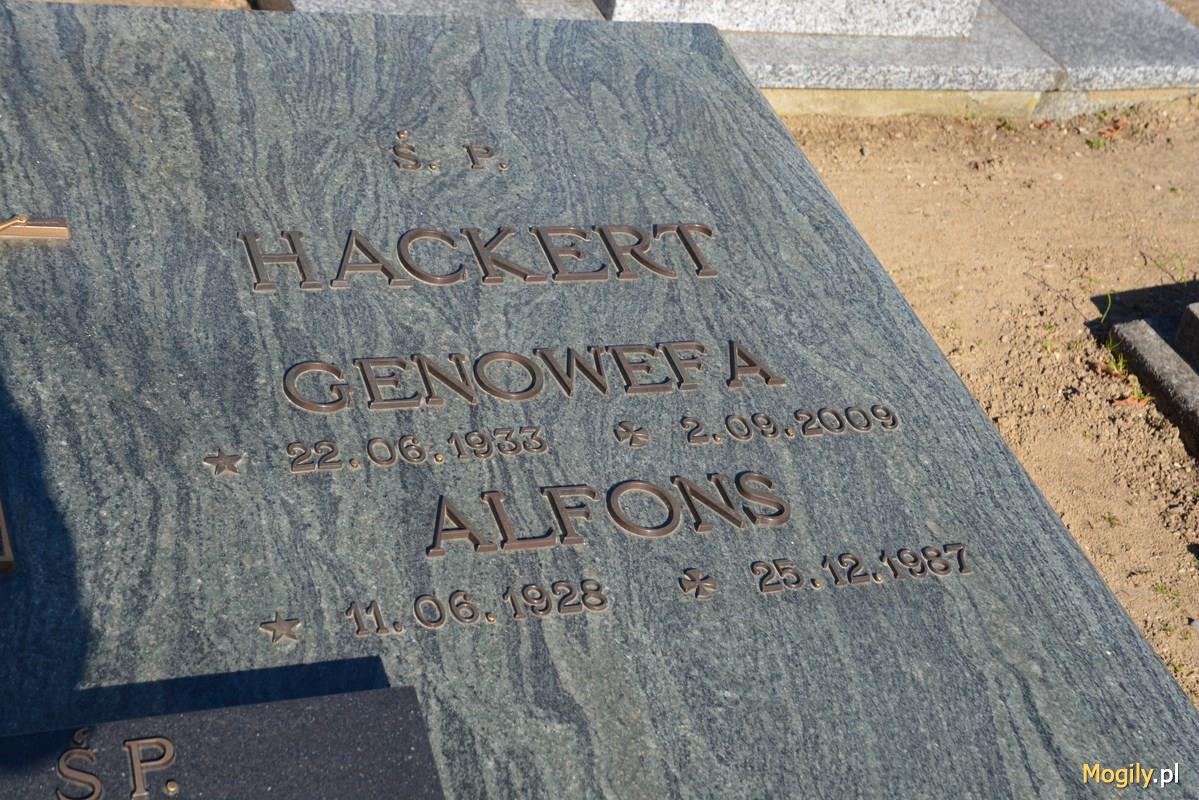 Ś. P.
HACKERT
GENOWEFA
22.06.1933 2.09.2009
ALFONS
11.06.1928 25.12.1987
Ś P.
Mogily.pl